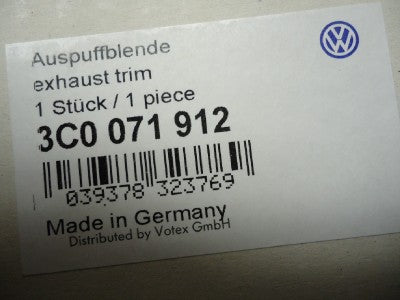 Auspuffblende
exhaust trim
1 Stück / 1 piece
3C0 071 912
039378 323769
Made in Germany
Distributed by Votex GmbH